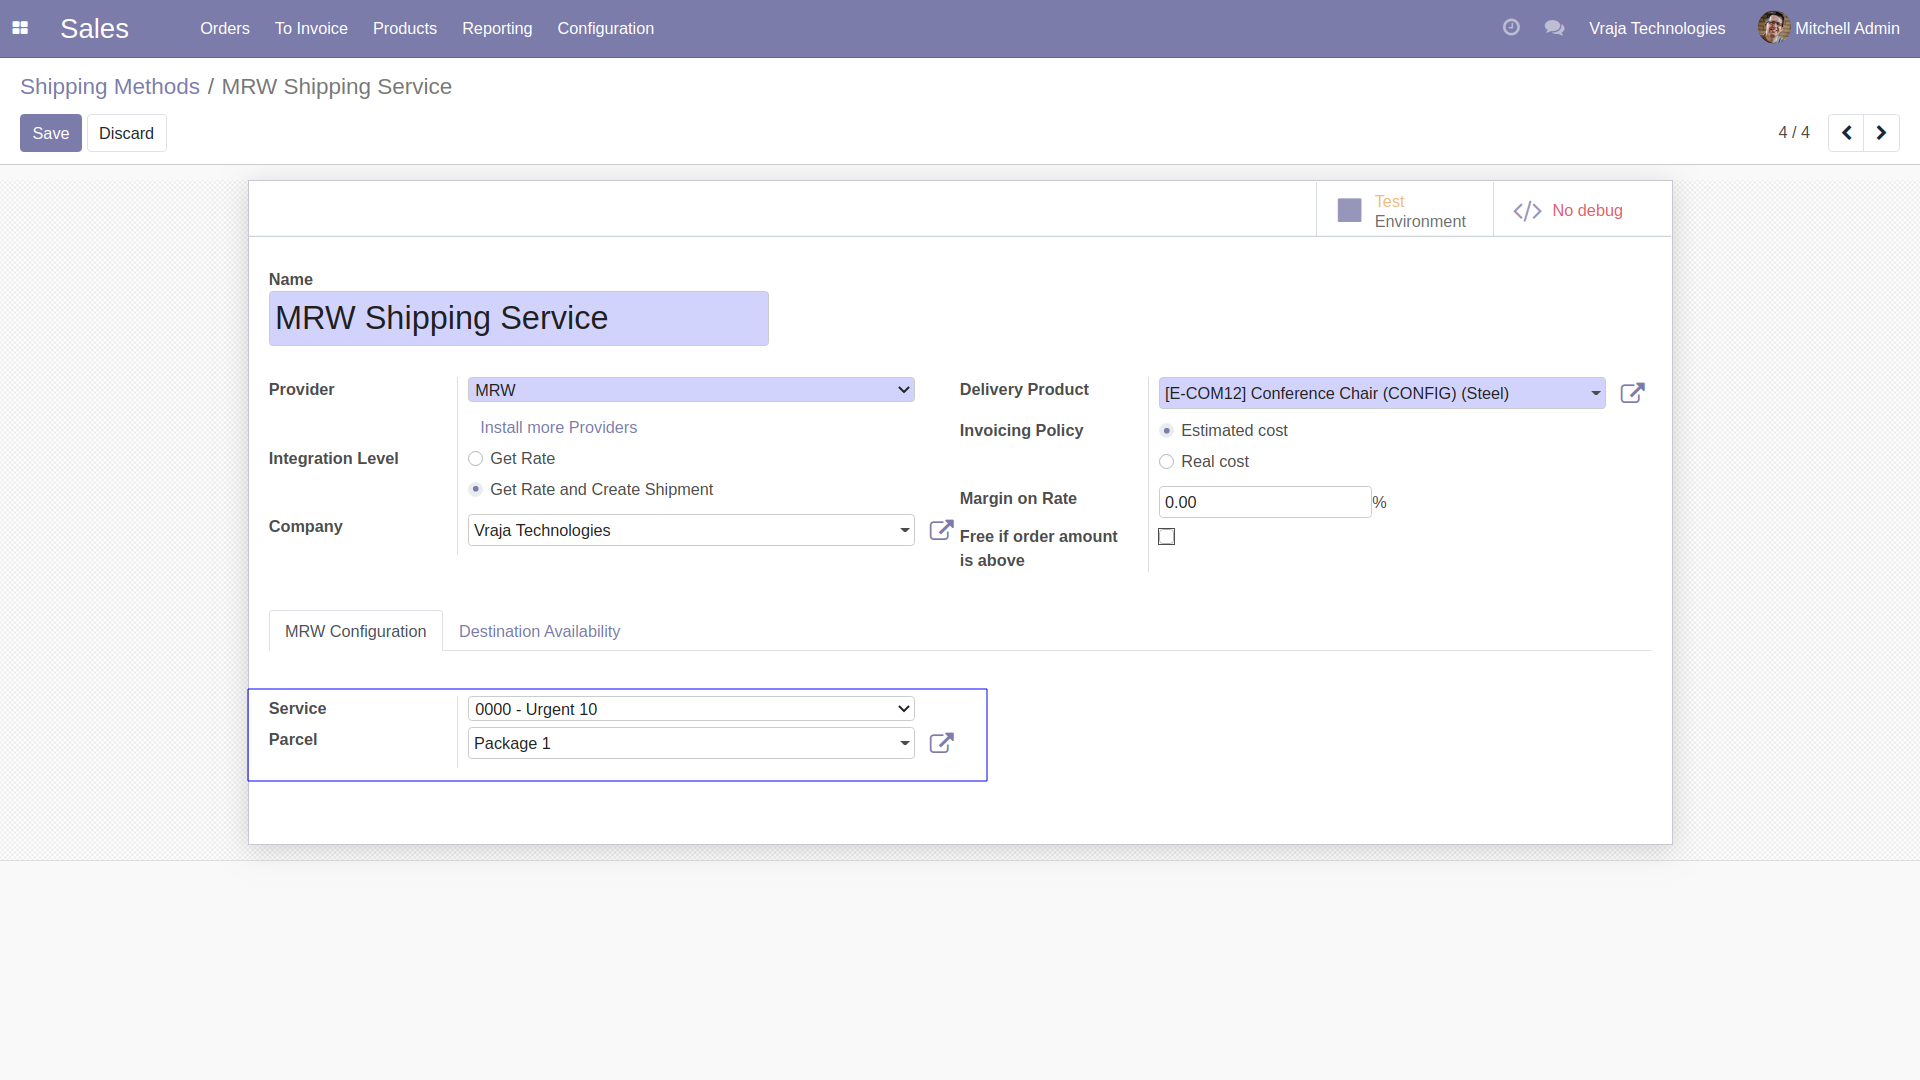 Sales Orders To Invoice Products Reporting Configuration Vraja Technologies Mitchell Admin
Shipping Methods / MRW Shipping Service
Save Discard 4 / 4
Test
Environment
No debug
Name
MRW Shipping Service
Provider MRW
Install more Providers
Integration Level Get Rate
Get Rate and Create Shipment
Company Vraja Technologies
Delivery Product [E-COM12] Conference Chair (CONFIG) (Steel)
Invoicing Policy Estimated cost
Real cost
Margin on Rate 0.00 %
Free if order amount
is above
MRW Configuration Destination Availability
Service 0000 - Urgent 10
Parcel Package 1